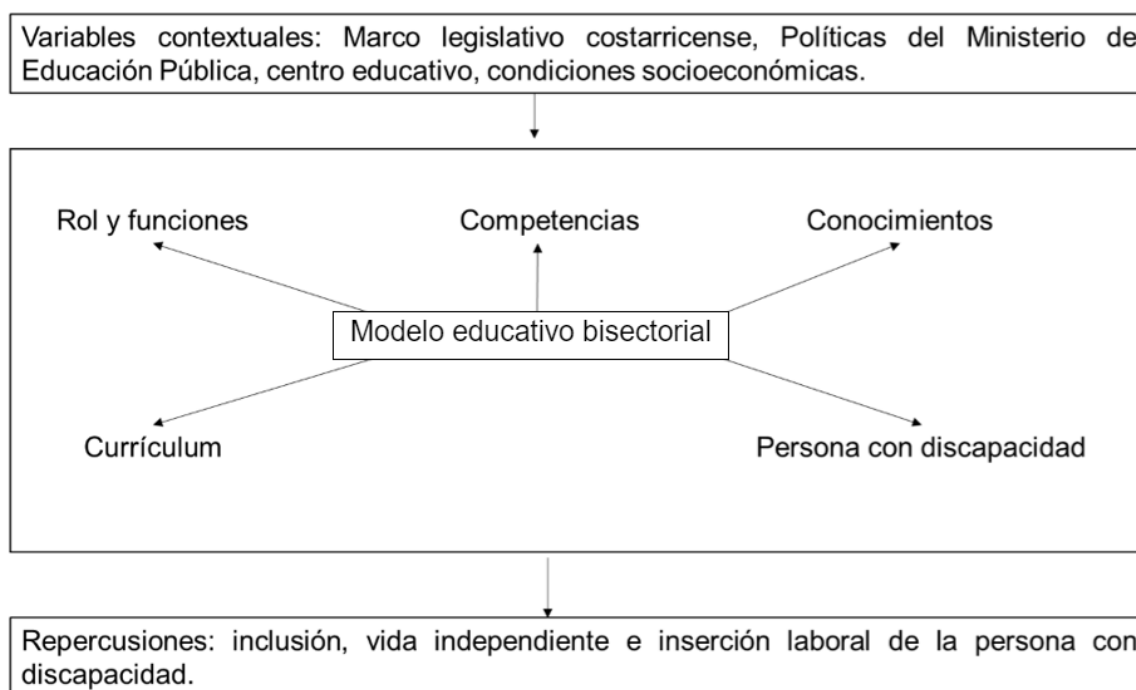 Variables contextuales: Marco legislativo costarricense, Políticas del Ministerio de
Educación Pública, centro educativo, condiciones socioeconómicas.
Rol y funciones
Competencias
Conocimientos
Modelo educativo bisectorial
Currículum
Persona con discapacidad
Repercusiones: inclusión, vida independiente e inserción laboral de la persona con
discapacidad.